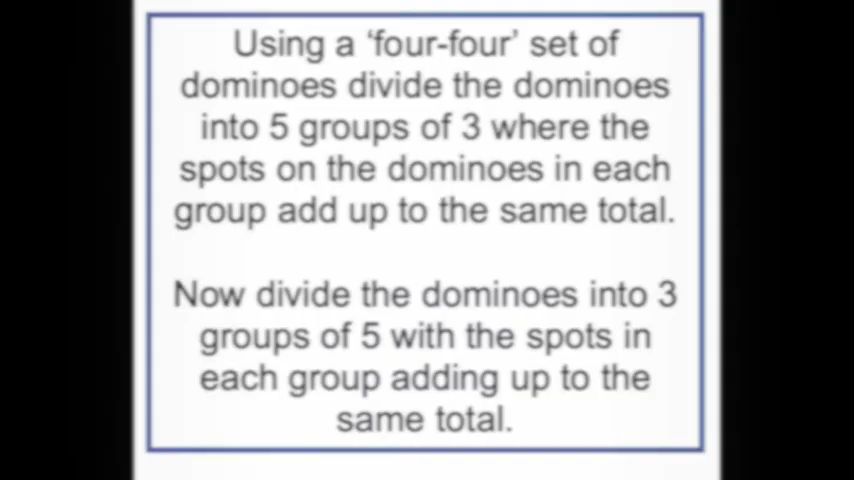 Using a ‘four-four’ set of
dominoes divide the dominoes
into 5 groups of 3 where the
spots on the dominoes in each
group add up to the same total.
Now divide the dominoes into 3
groups of 5 with the spots in
each group adding up to the
same total.